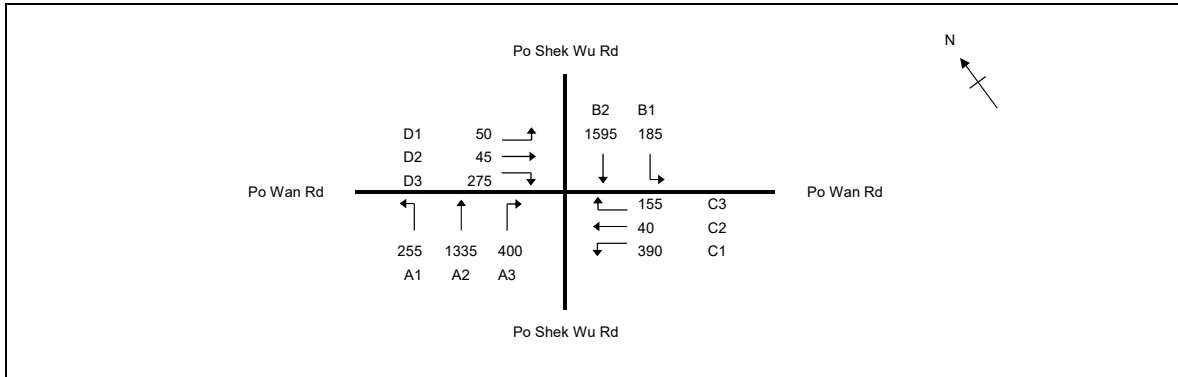 N
Po Shek Wu Rd
B2 B1
D1 50 1595 185
D2 45
D3 275
Po Wan Rd Po Wan Rd
155 C3
40 C2
255 1335 400 390 C1
A1 A2 A3
Po Shek Wu Rd